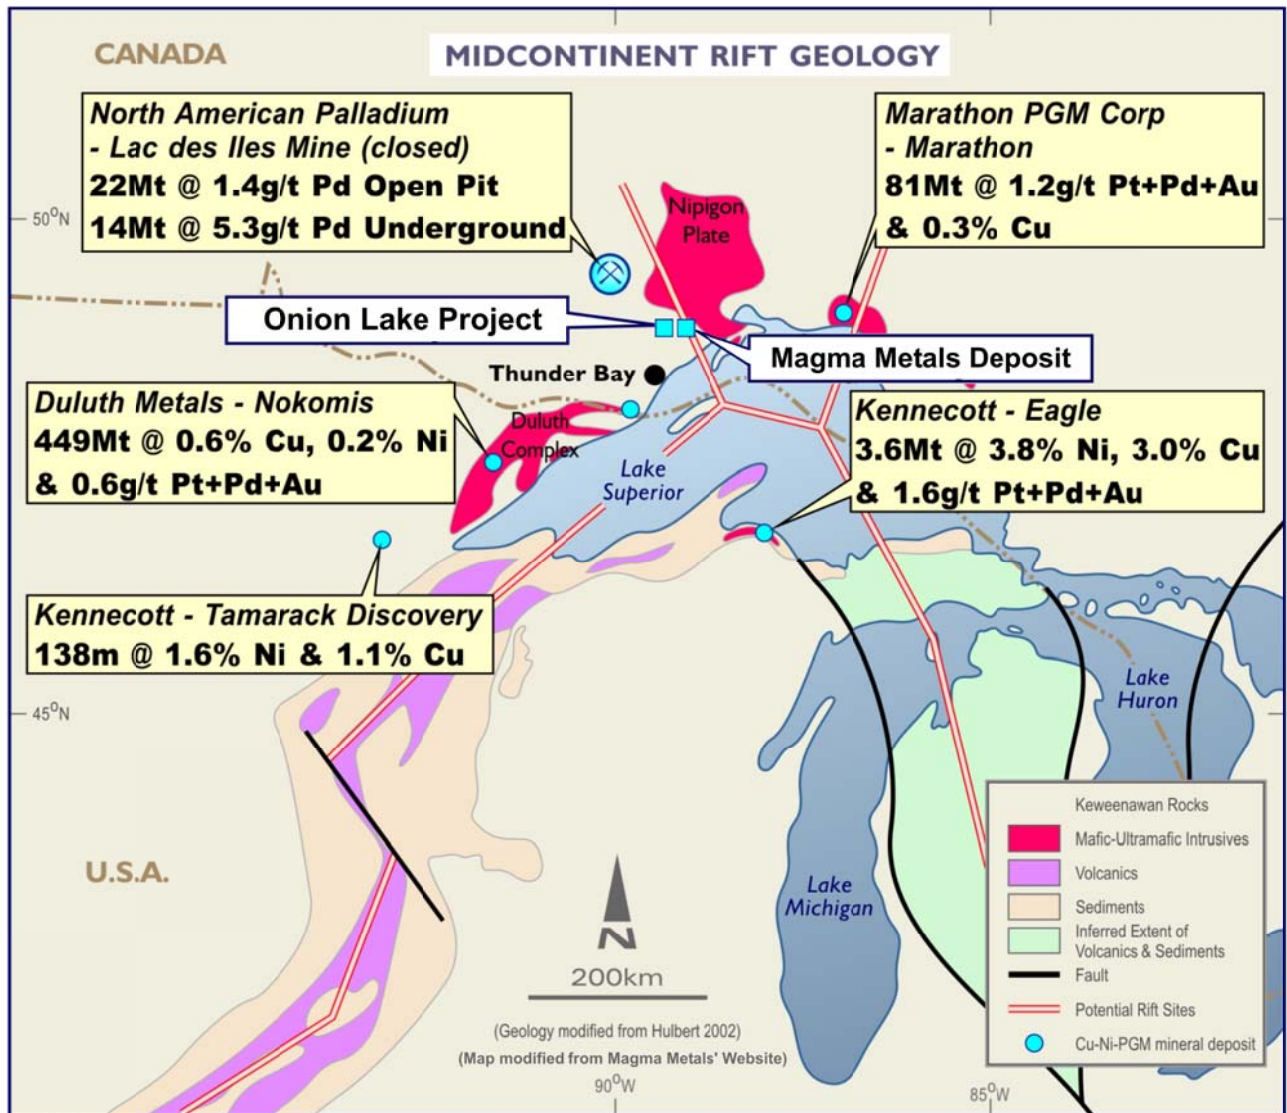 CANADA
MIDCONTINENT RIFT GEOLOGY
North American Palladium
- Lac des Iles Mine (closed)
22Mt @ 1.4g/t Pd Open Pit
14Mt @ 5.3g/t Pd Underground
Marathon PGM Corp
- Marathon
81Mt @ 1.2g/t Pt+Pd+Au
& 0.3% Cu
50°N
Nipigon
Plate
Onion Lake Project
Magma Metals Deposit
Thunder Bay
Duluth Metals - Nokomis
449Mt @ 0.6% Cu, 0.2% Ni
& 0.6g/t Pt+Pd+Au
Duluth
Complex
Lake
Superior
Kennecott - Eagle
3.6Mt @ 3.8% Ni, 3.0% Cu
& 1.6g/t Pt+Pd+Au
Kennecott - Tamarack Discovery
138m @ 1.6% Ni & 1.1% Cu
45°N
Lake
Huron
U.S.A.
Lake
Michigan
N
200km
(Geology modified from Hulbert 2002)
(Map modified from Magma Metals' Website)
90°W
85°W
Keweenawan Rocks
Mafic-Ultramafic Intrusives
Volcanics
Sediments
Inferred Extent of
Volcanics & Sediments
Fault
Potential Rift Sites
Cu-Ni-PGM mineral deposit